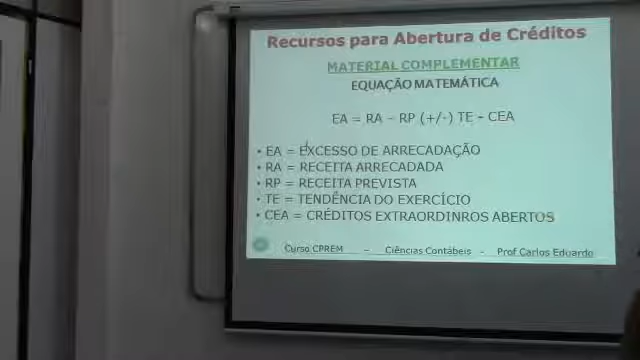 Recursos para Abertura de Créditos
MATERIAL COMPLEMENTAR
EQUAÇÃO MATEMÁTICA
EA = RA – RP (+/-) TE – CEA
• EA = EXCESSO DE ARRECADAÇÃO
• RA = RECEITA ARRECADADA
• RP = RECEITA PREVISTA
• TE = TENDÊNCIA DO EXERCÍCIO
• CEA = CRÉDITOS EXTRAORDINROS ABERTOS
Curso CPREM – Ciências Contábeis - Prof Carlos Eduardo